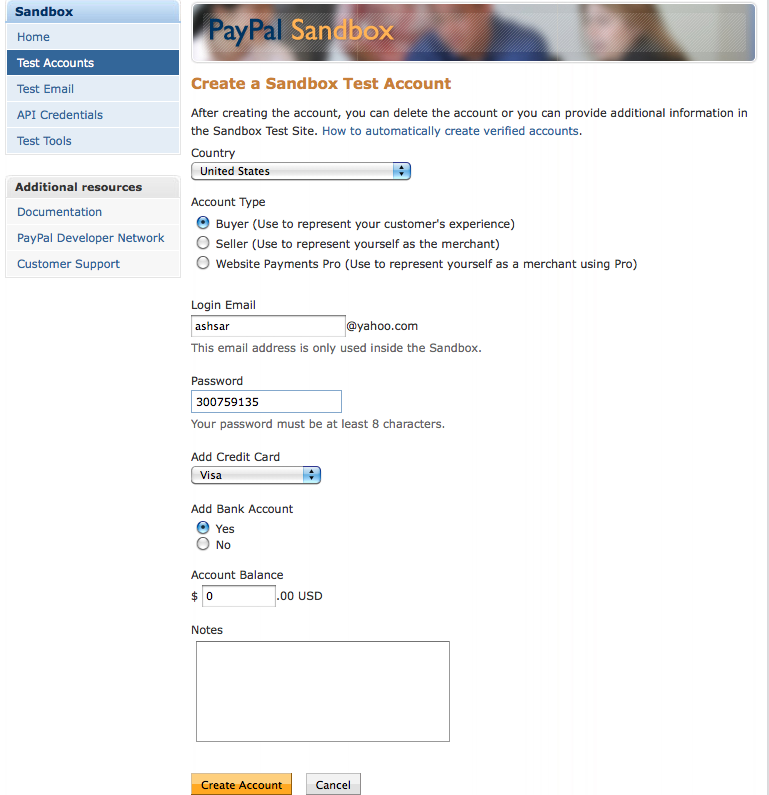 Sandbox
Home
Test Accounts
Test Email
API Credentials
Test Tools
Additional resources
Documentation
PayPal Developer Network
Customer Support
PayPal Sandbox
Create a Sandbox Test Account
After creating the account, you can delete the account or you can provide additional information in
the Sandbox Test Site. How to automatically create verified accounts.
Country
United States
Account Type
Buyer (Use to represent your customer's experience)
Seller (Use to represent yourself as the merchant)
Website Payments Pro (Use to represent yourself as a merchant using Pro)
Login Email
ashsar@yahoo.com
This email address is only used inside the Sandbox.
Password
300759135
Your password must be at least 8 characters.
Add Credit Card
Visa
Add Bank Account
Yes
No
Account Balance
$ 0 .00 USD
Notes
Create Account Cancel